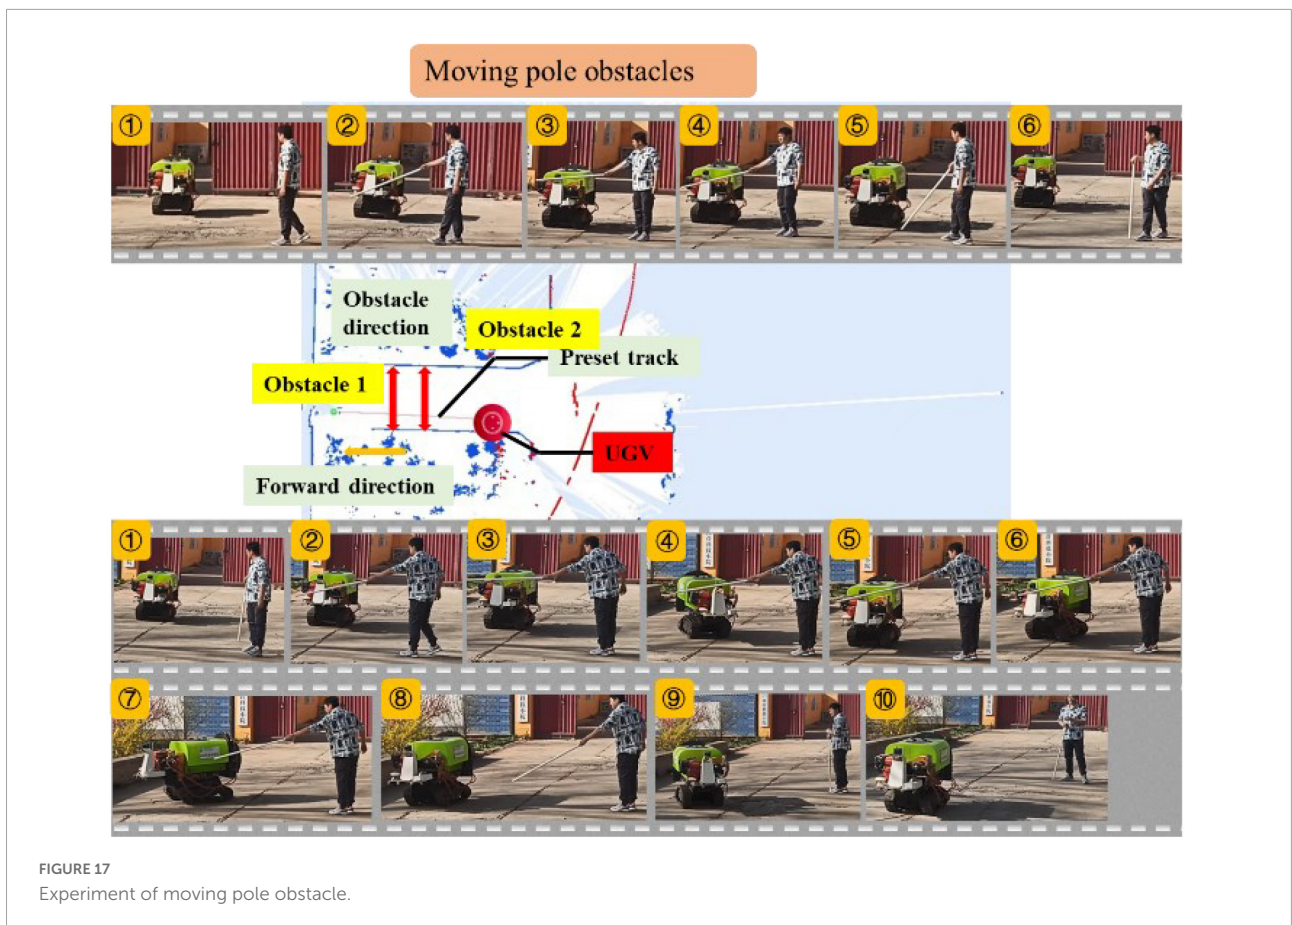 Moving pole obstacles
① ② ③ ④ ⑤ ⑥
Obstacle
direction
Obstacle 2
Preset track
Obstacle 1
UGV
Forward direction
① ② ③ ④ ⑤ ⑥
⑦ ⑧ ⑨ ⑩
FIGURE 17
Experiment of moving pole obstacle.